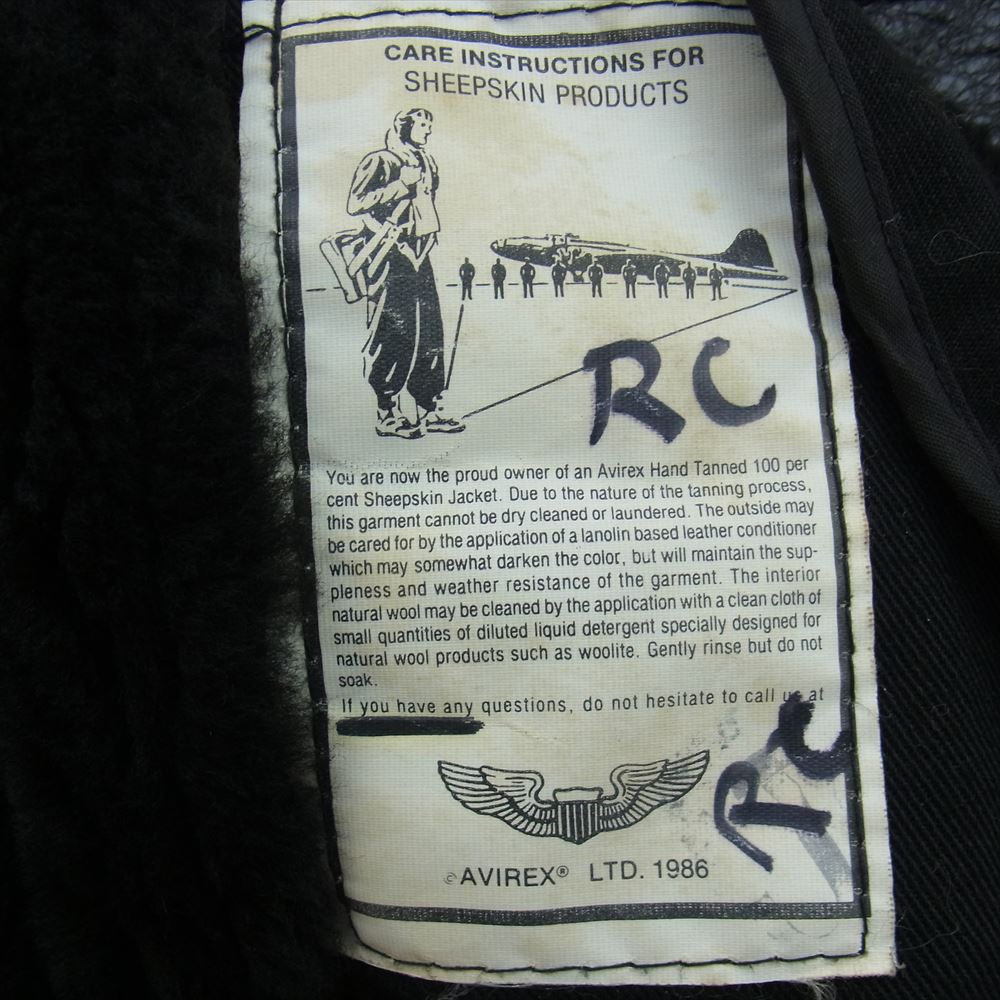 CARE INSTRUCTIONS FOR
SHEEPSKIN PRODUCTS
RC
You are now the proud owner of an Avirex Hand Tanned 100 per
cent Sheepskin Jacket. Due to the nature of the tanning process,
this garment cannot be dry cleaned or laundered. The outside may
be cared for by the application of a lanolin based leather conditioner
which may somewhat darken the color, but will maintain the sup-
pleness and weather resistance of the garment. The interior
natural wool may be cleaned by the application with a clean cloth of
small quantities of diluted liquid detergent specially designed for
natural wool products such as woolite. Gently rinse but do not
soak.
If you have any questions, do not hesitate to call us at
RC
©AVIREX® LTD. 1986